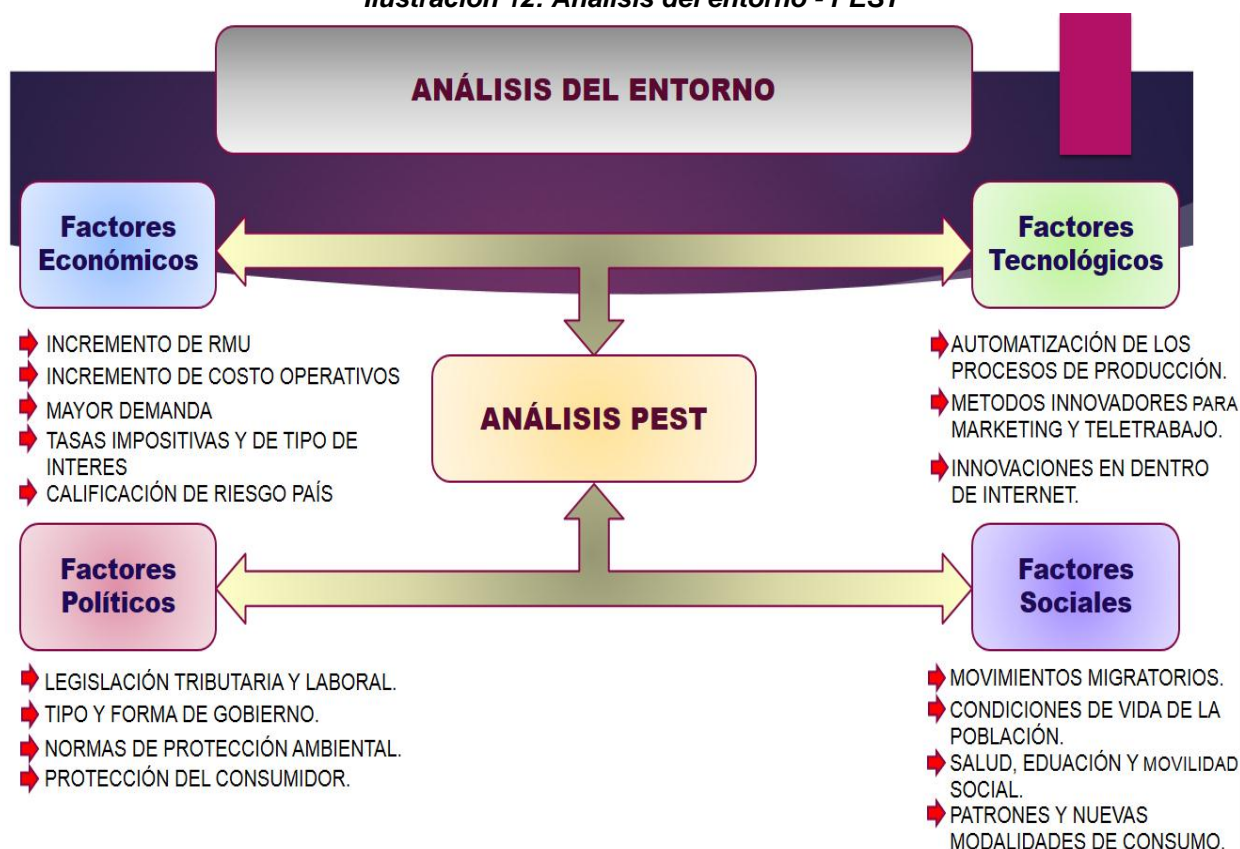 Ilustración 12: Análisis del entorno - PEST
ANÁLISIS DEL ENTORNO
Factores
Económicos
INCREMENTO DE RMU
INCREMENTO DE COSTO OPERATIVOS
MAYOR DEMANDA
TASAS IMPOSITIVAS Y DE TIPO DE
INTERES
CALIFICACIÓN DE RIESGO PAÍS
Factores
Tecnológicos
AUTOMATIZACIÓN DE LOS
PROCESOS DE PRODUCCIÓN.
METODOS INNOVADORES PARA
MARKETING Y TELETRABAJO.
INNOVACIONES EN DENTRO
DE INTERNET.
ANÁLISIS PEST
Factores
Políticos
LEGISLACIÓN TRIBUTARIA Y LABORAL.
TIPO Y FORMA DE GOBIERNO.
NORMAS DE PROTECCIÓN AMBIENTAL.
PROTECCIÓN DEL CONSUMIDOR.
Factores
Sociales
MOVIMIENTOS MIGRATORIOS.
CONDICIONES DE VIDA DE LA
POBLACIÓN.
SALUD, EDUACIÓN Y MOVILIDAD
SOCIAL.
PATRONES Y NUEVAS
MODALIDADES DE CONSUMO.